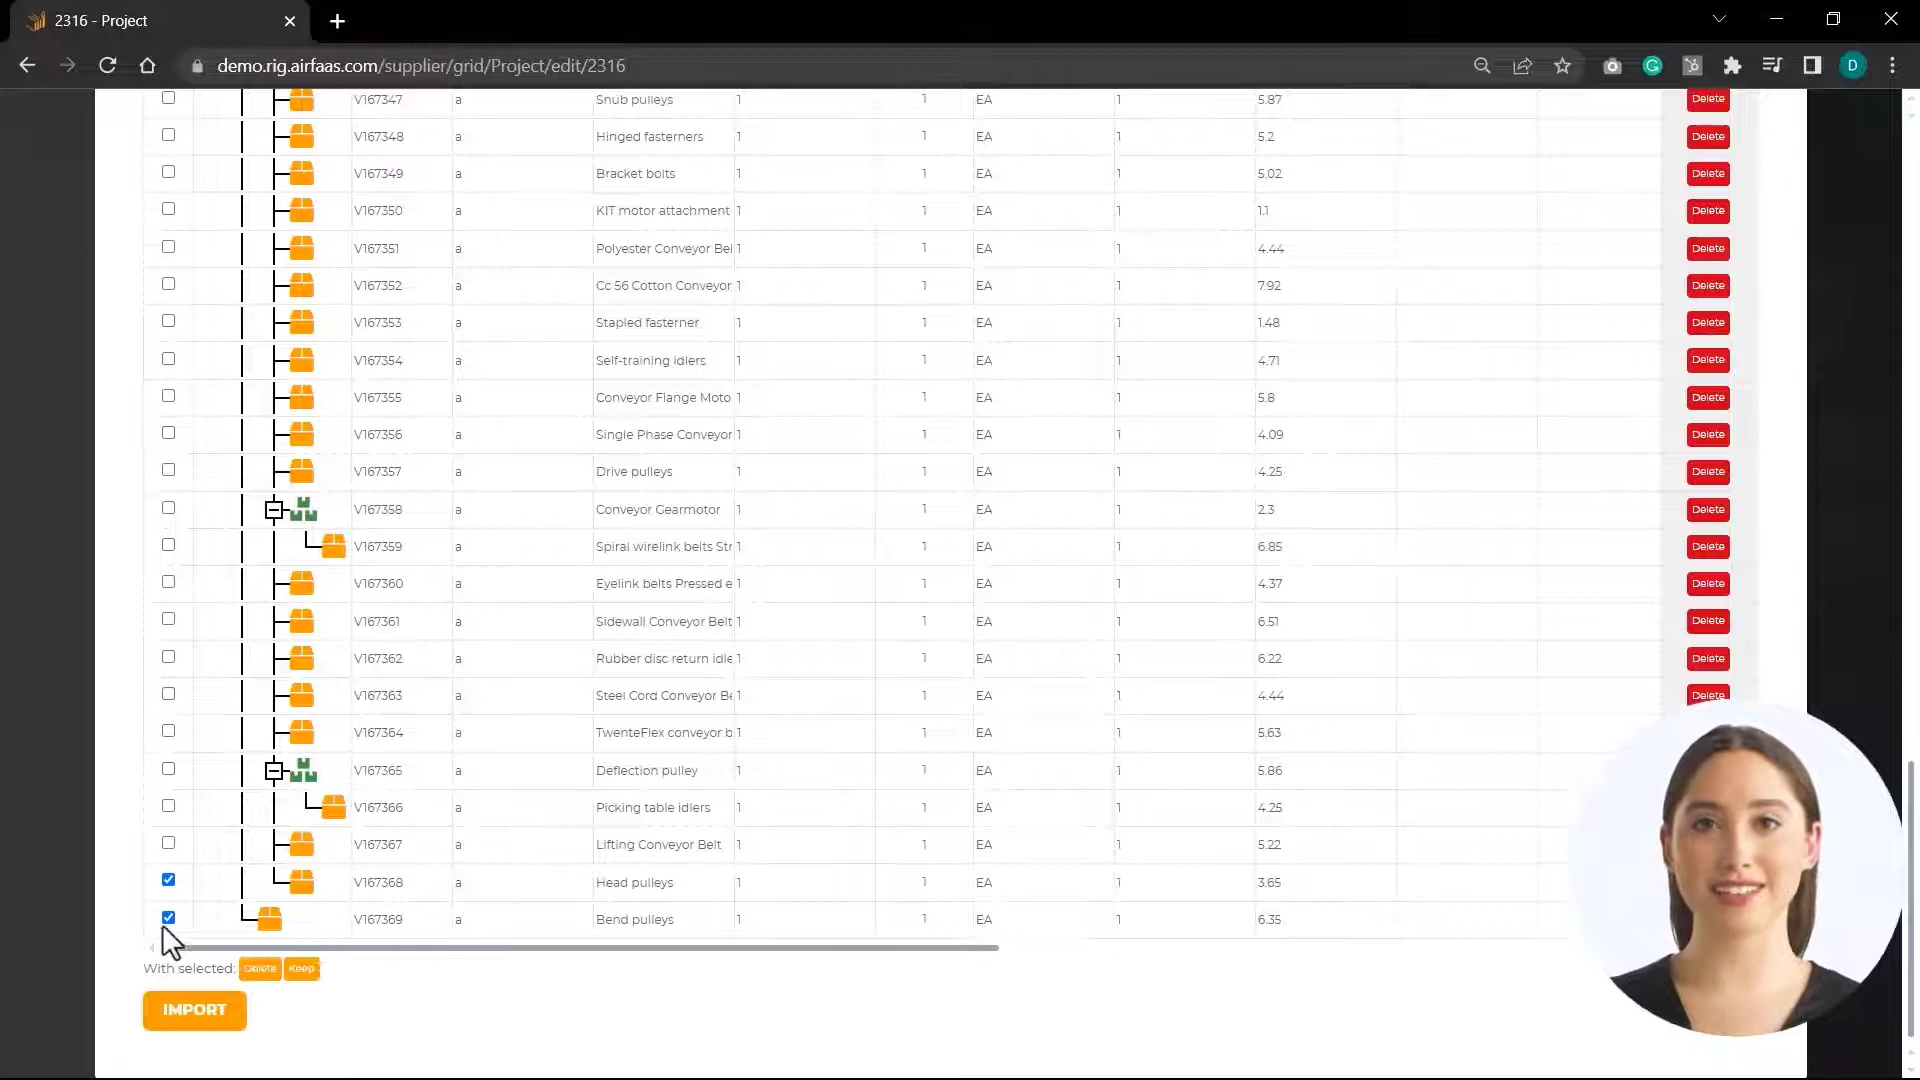 2316 - Project
demo.rig.airfaas.com/supplier/grid/Project/edit/2316
D
V167347 a Snub pulleys 1 1 EA 1 5.87 Delete
V167348 a Hinged fasterners 1 1 EA 1 5.2 Delete
V167349 a Bracket bolts 1 1 EA 1 5.02 Delete
V167350 a KIT motor attachment 1 1 EA 1 1.1 Delete
V167351 a Polyester Conveyor Bel 1 1 EA 1 4.44 Delete
V167352 a Cc 56 Cotton Conveyor 1 1 EA 1 7.92 Delete
V167353 a Stapled fasterner 1 1 EA 1 1.48 Delete
V167354 a Self-training idlers 1 1 EA 1 4.71 Delete
V167355 a Conveyor Flange Moto 1 1 EA 1 5.8 Delete
V167356 a Single Phase Conveyor 1 1 EA 1 4.09 Delete
V167357 a Drive pulleys 1 1 EA 1 4.25 Delete
V167358 a Conveyor Gearmotor 1 1 EA 1 2.3 Delete
V167359 a Spiral wirelink belts Str 1 1 EA 1 6.85 Delete
V167360 a Eyelink belts Pressed e 1 1 EA 1 4.37 Delete
V167361 a Sidewall Conveyor Belt 1 1 EA 1 6.51 Delete
V167362 a Rubber disc return idle 1 1 EA 1 6.22 Delete
V167363 a Steel Cord Conveyor Be 1 1 EA 1 4.44 Delete
V167364 a TwenteFlex conveyor b 1 1 EA 1 5.63
V167365 a Deflection pulley 1 1 EA 1 5.86
V167366 a Picking table idlers 1 1 EA 1 4.25
V167367 a Lifting Conveyor Belt 1 1 EA 1 5.22
V167368 a Head pulleys 1 1 EA 1 3.65
V167369 a Bend pulleys 1 1 EA 1 6.35
With selected: Delete Keep
IMPORT